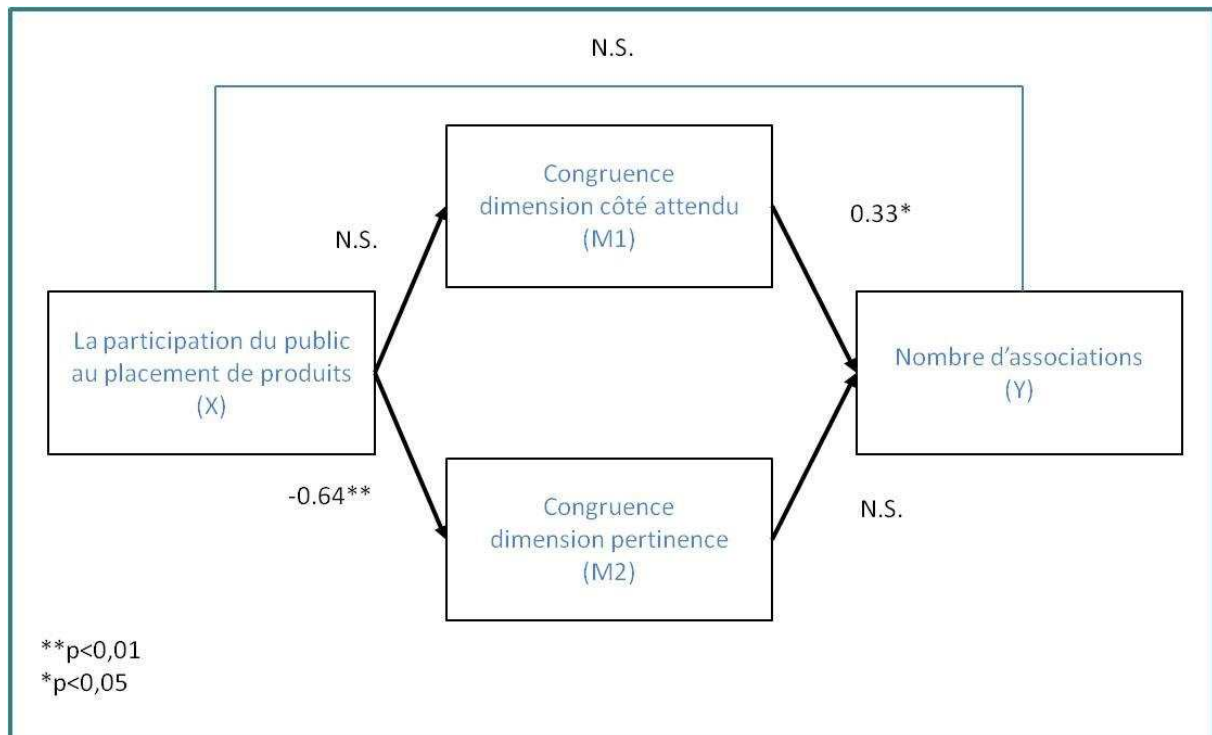 N.S.
Congruence
dimension côté attendu
(M1)
0.33*
N.S.
La participation du public
au placement de produits
(X)
Nombre d’associations
(Y)
-0.64**
Congruence
dimension pertinence
(M2)
N.S.
**p<0,01
*p<0,05